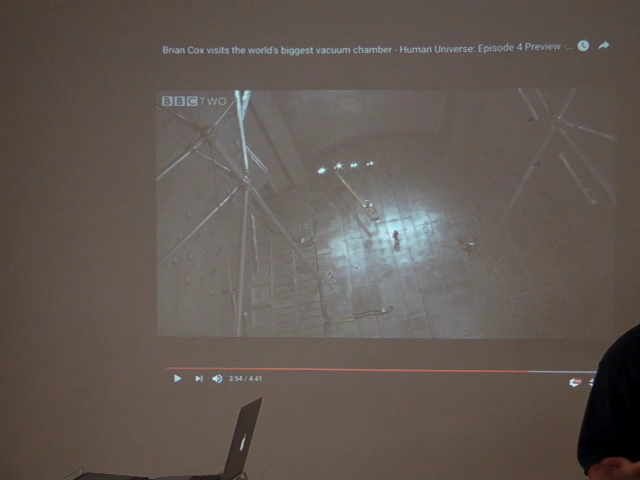 Brian Cox visits the world's biggest vacuum chamber - Human Universe: Episode 4 Preview -...
BBC TWO
3:54 / 4:41